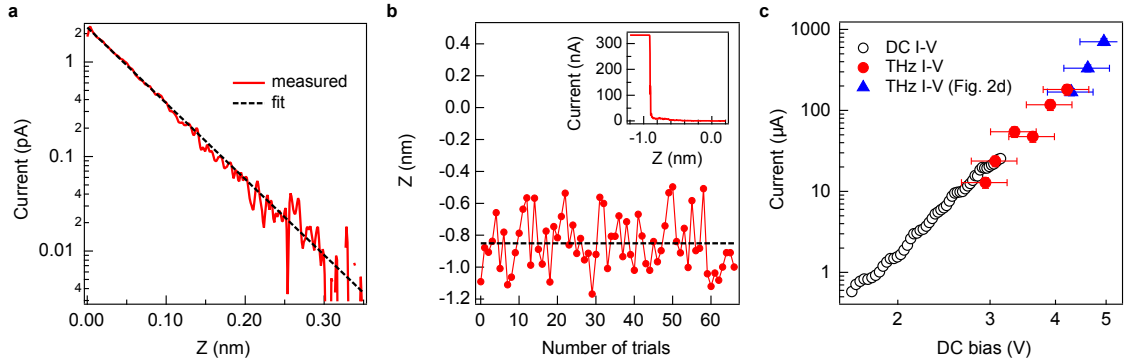 a
2
1
4
2
0.1
4
2
0.01
4
Current (pA)
measured
fit
0.00
0.10
0.20
0.30
Z (nm)
b
0.4
0.2
0.0
-0.2
-0.4
-0.6
-0.8
-1.0
-1.2
Z (nm)
300
200
100
0
Current (nA)
-1.0
-0.4
0.2
Z (nm)
0
10
20
30
40
50
60
Number of trials
c
1000
100
10
1
Current (µA)
DC I-V
THz I-V
THz I-V (Fig. 2d)
2
3
4
5
DC bias (V)